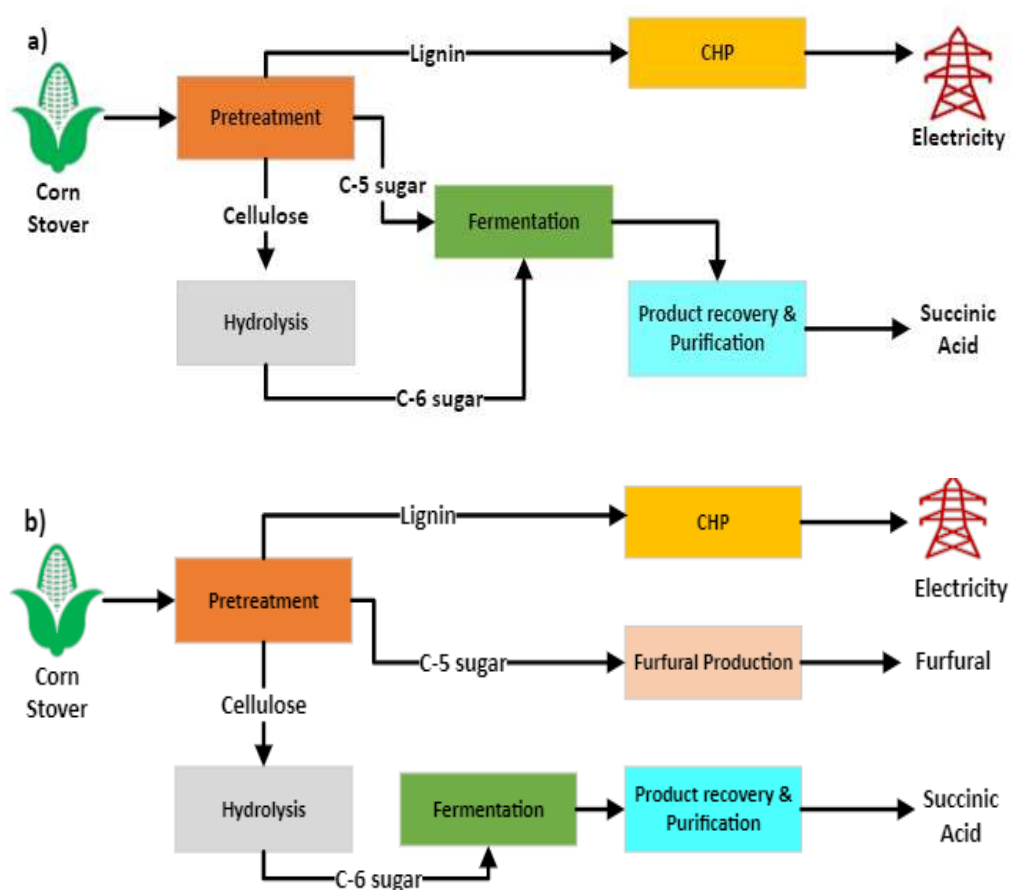 a)
Lignin
CHP
Pretreatment
Electricity
C-5 sugar
Corn
Stover
Cellulose
Fermentation
Hydrolysis
Product recovery &
Purification
Succinic
Acid
C-6 sugar
b)
Lignin
CHP
Pretreatment
Electricity
C-5 sugar
Furfural Production
Furfural
Corn
Stover
Cellulose
Hydrolysis
Fermentation
Product recovery &
Purification
Succinic
Acid
C-6 sugar